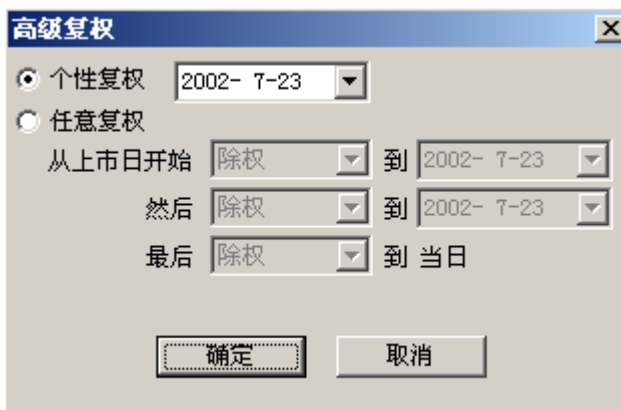 高级复权
个性复权 2002- 7-23
任意复权
从上市日开始 除权 到 2002- 7-23
然后 除权 到 2002- 7-23
最后 除权 到 当日
确定 取消